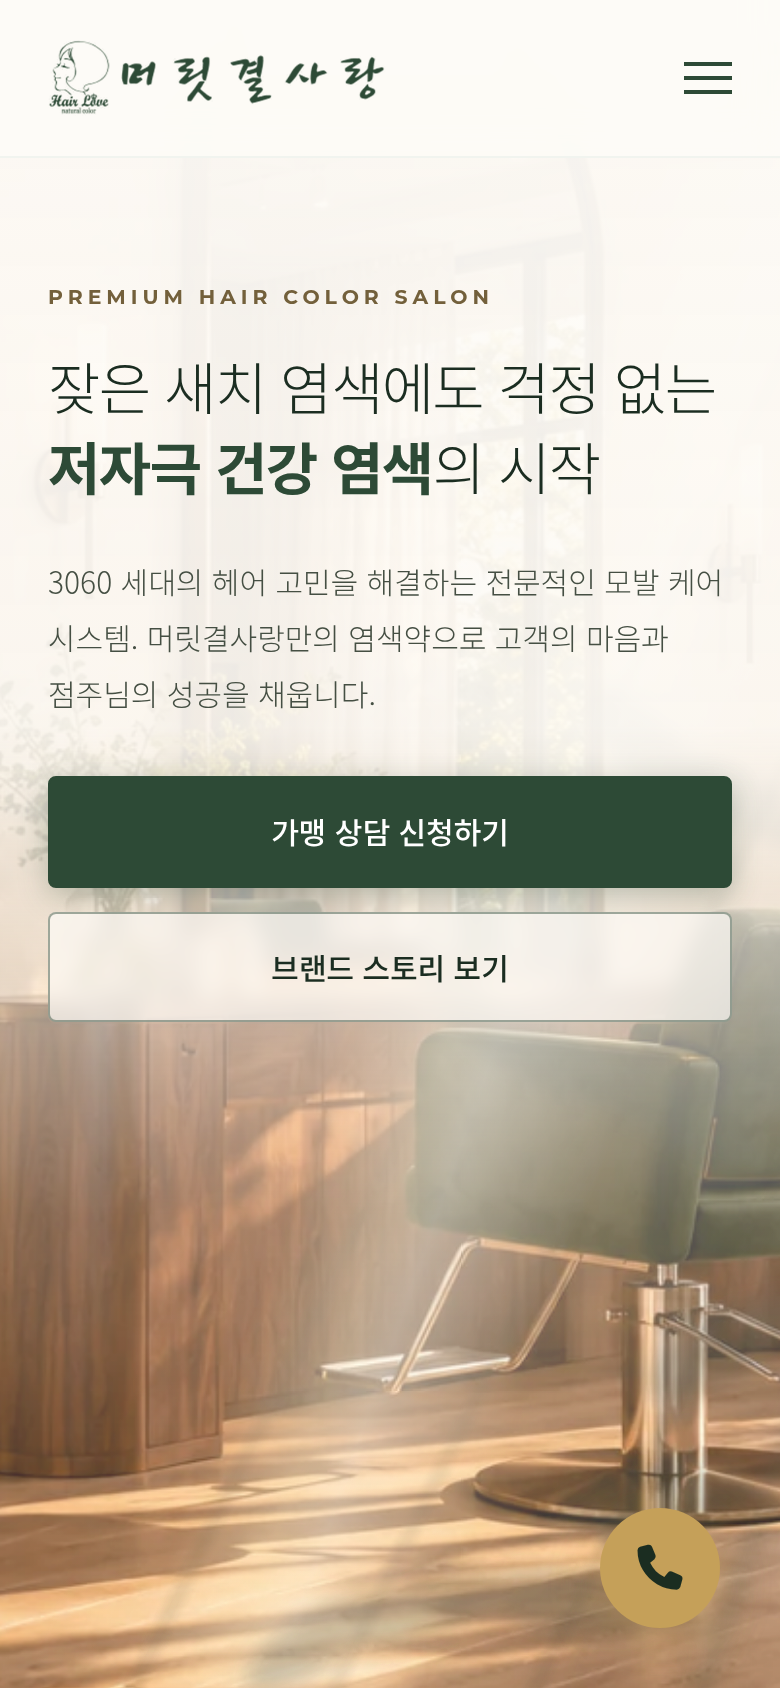 머릿결사랑
Hair Love
natural color
PREMIUM HAIR COLOR SALON
잦은 새치 염색에도 걱정 없는
저자극 건강 염색의 시작
3060 세대의 헤어 고민을 해결하는 전문적인 모발 케어
시스템. 머릿결사랑만의 염색약으로 고객의 마음과
점주님의 성공을 채웁니다.
가맹 상담 신청하기
브랜드 스토리 보기